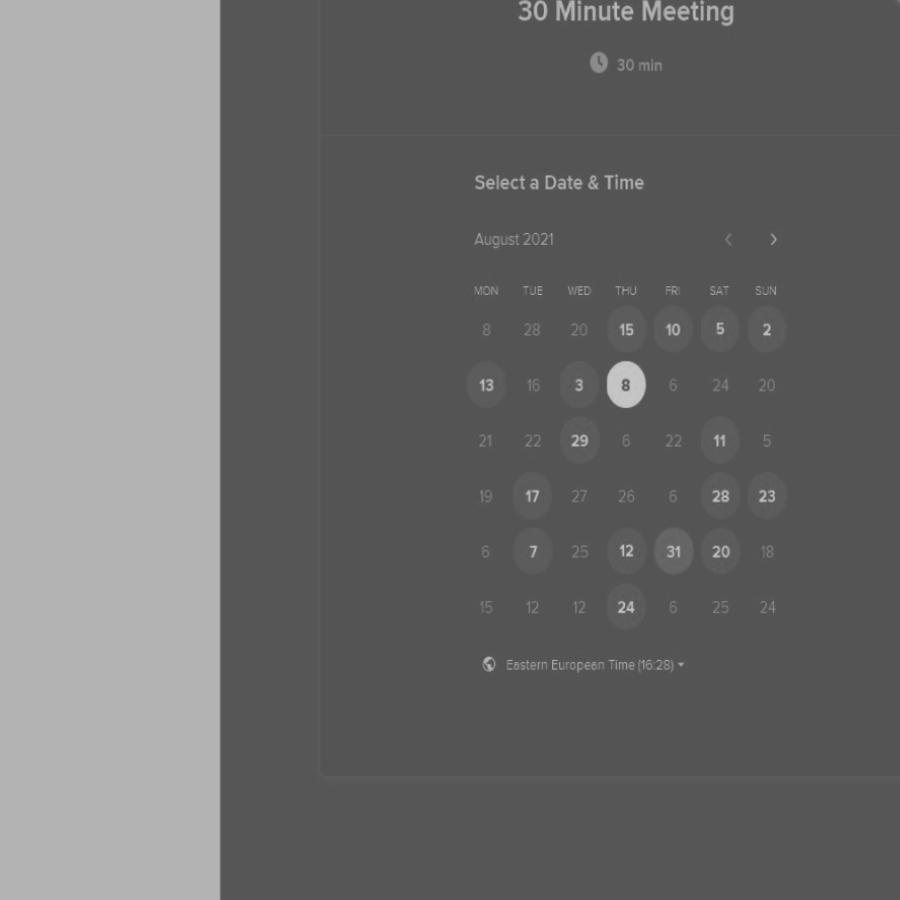 30 Minute Meeting
30 min
Select a Date & Time
August 2021
MON TUE WED THU FRI SAT SUN
8 28 20 15 10 5 2
13 16 3 8 6 24 20
21 22 29 6 22 11 5
19 17 27 26 6 28 23
6 7 25 12 31 20 18
15 12 12 24 6 25 24
Eastern European Time (16:28)